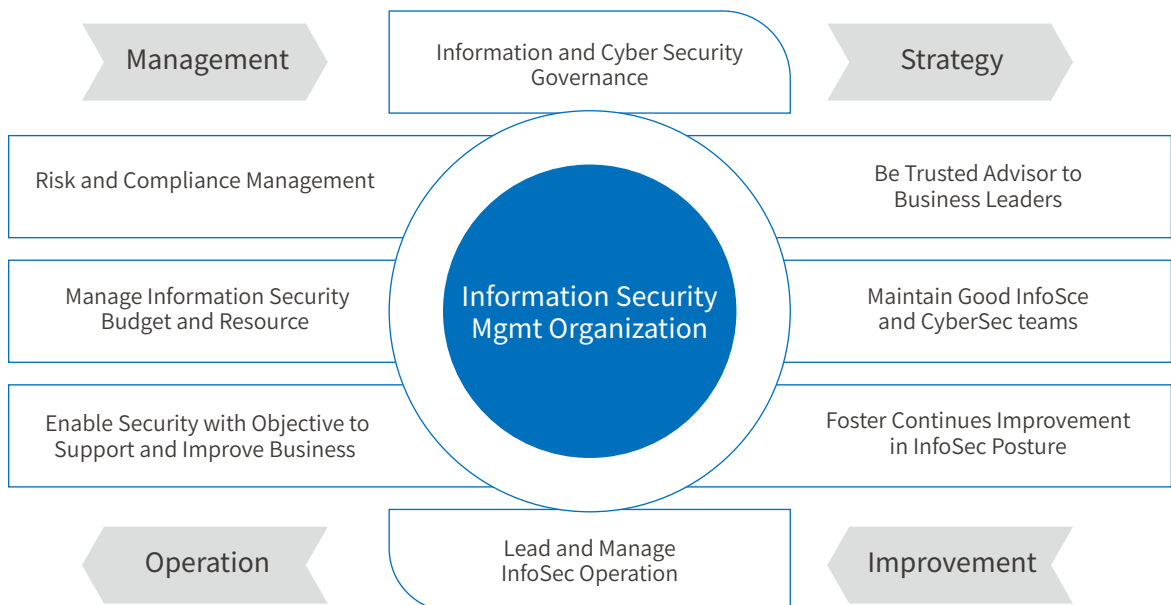 Management
Information and Cyber Security
Governance
Strategy
Risk and Compliance Management
Be Trusted Advisor to
Business Leaders
Manage Information Security
Budget and Resource
Information Security
Mgmt Organization
Maintain Good InfoSce
and CyberSec teams
Enable Security with Objective to
Support and Improve Business
Foster Continues Improvement
in InfoSec Posture
Operation
Lead and Manage
InfoSec Operation
Improvement